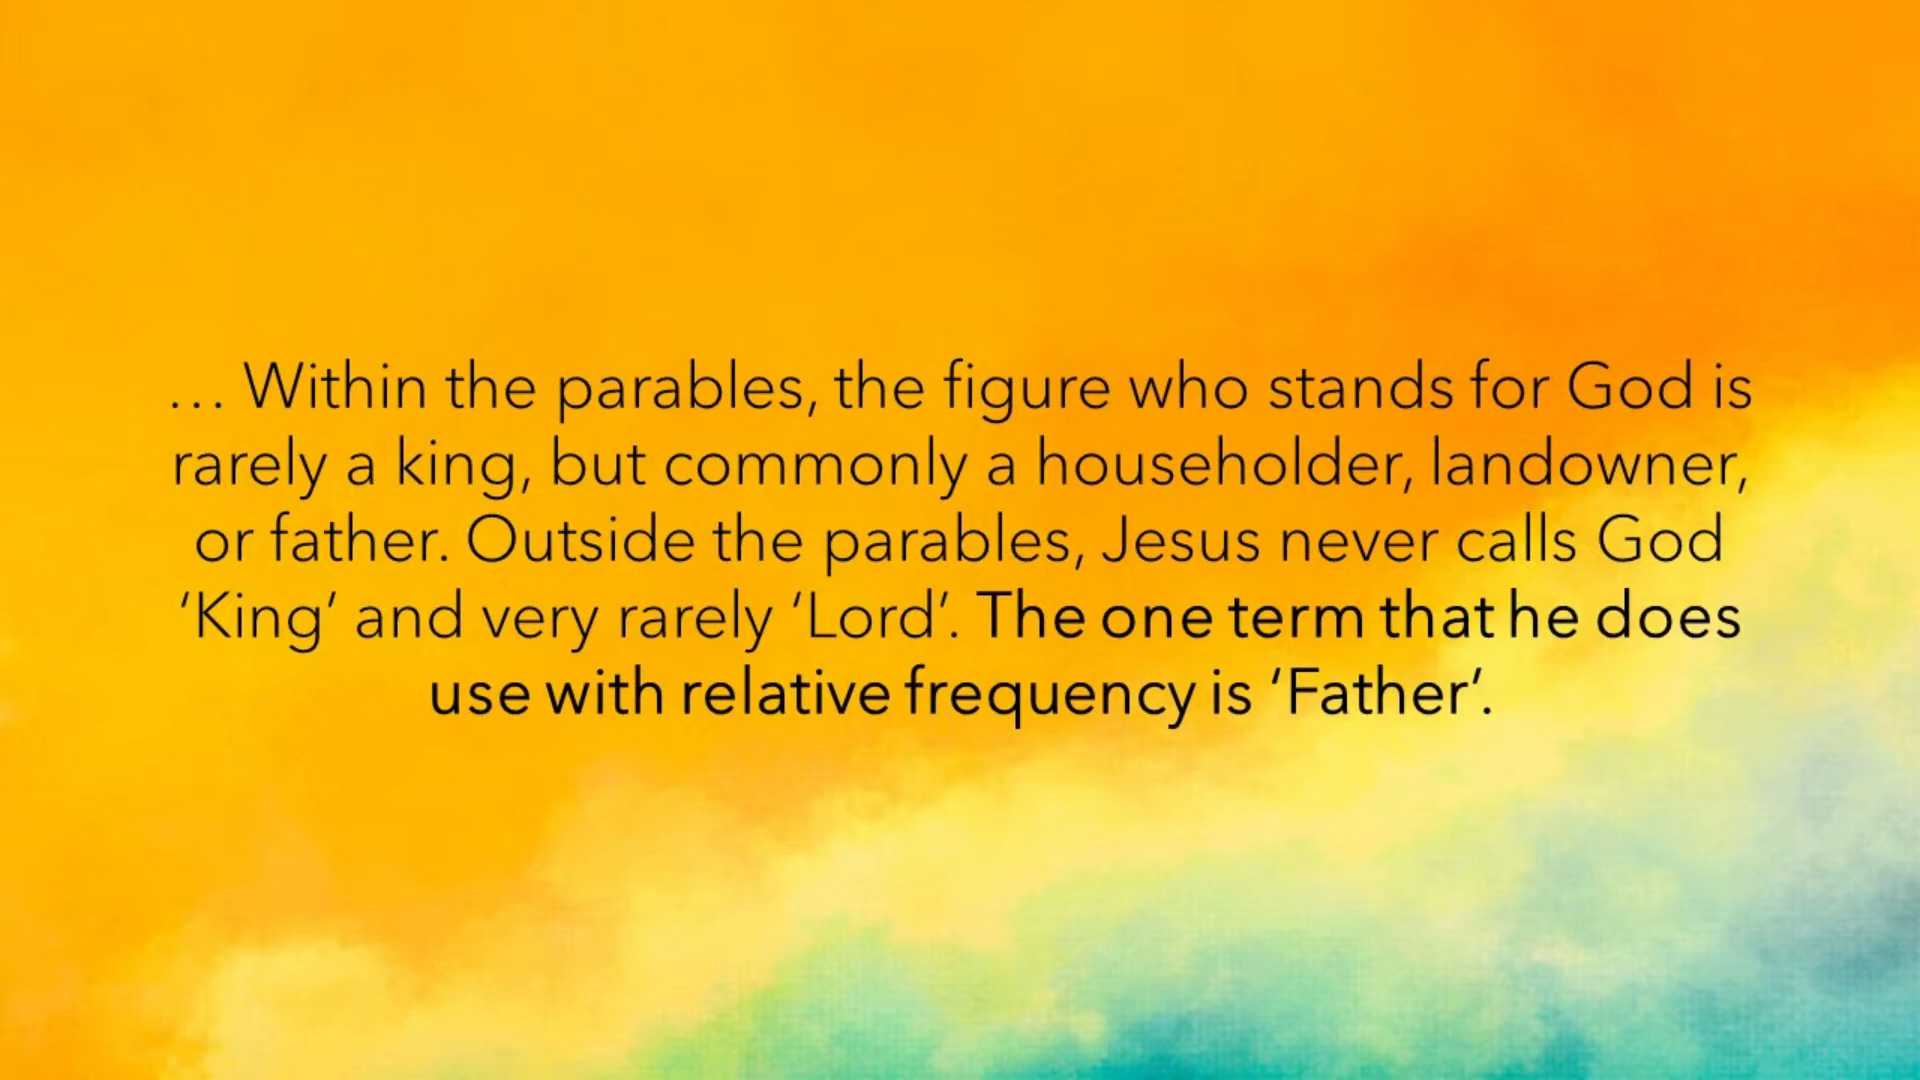 … Within the parables, the figure who stands for God is
rarely a king, but commonly a householder, landowner,
or father. Outside the parables, Jesus never calls God
‘King’ and very rarely ‘Lord’. The one term that he does
use with relative frequency is ‘Father’.